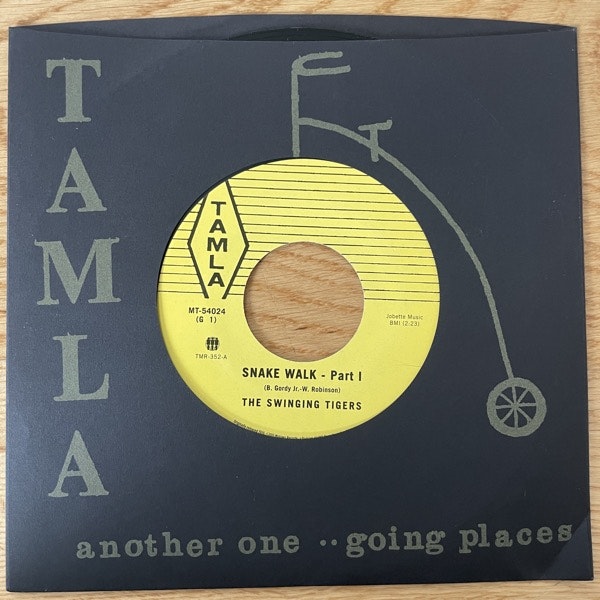 TAMLA
TAMLA
MT-54024
(G 1)
Jobette Music
BMI (2:23)
TMR-352-A
SNAKE WALK - Part I
(B. Gordy Jr.-W. Robinson)
THE SWINGING TIGERS
another one ·· going places